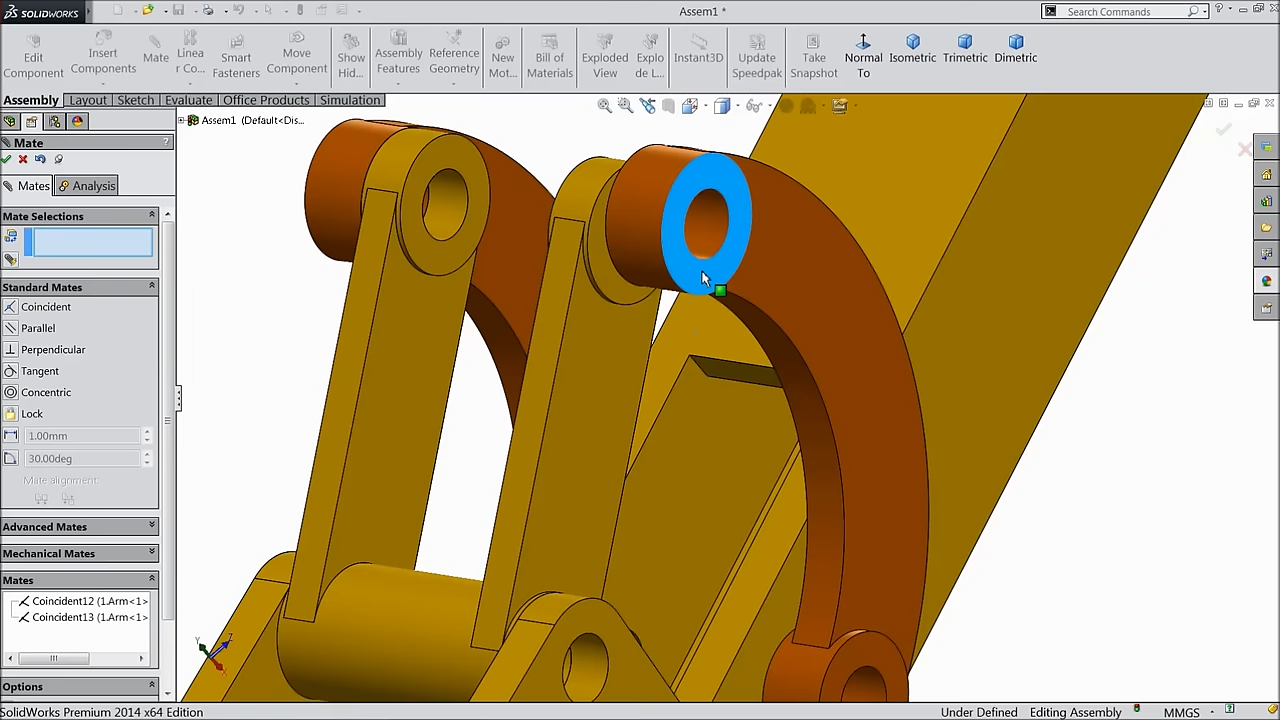 SOLIDWORKS
Assem1 *
Search Commands
Edit Component
Insert Components
Mate
Linea r Co...
Smart Fasteners
Move Component
Show Hid...
Assembly Features
Reference Geometry
New Mot...
Bill of Materials
Exploded View
Explo de L...
Instant3D
Update Speedpak
Take Snapshot
Normal To
Isometric
Trimetric
Dimetric
Assembly
Layout
Sketch
Evaluate
Office Products
Simulation
Assem1 (Default<Dis...
Mate
?
Mates
Analysis
Mate Selections
Standard Mates
Coincident
Parallel
Perpendicular
Tangent
Concentric
Lock
1.00mm
30.00deg
Mate alignment:
Advanced Mates
Mechanical Mates
Mates
Coincident12 (1.Arm<1>
Coincident13 (1.Arm<1>
Options
Y
Z
X
SolidWorks Premium 2014 x64 Edition
Under Defined
Editing Assembly
MMGS